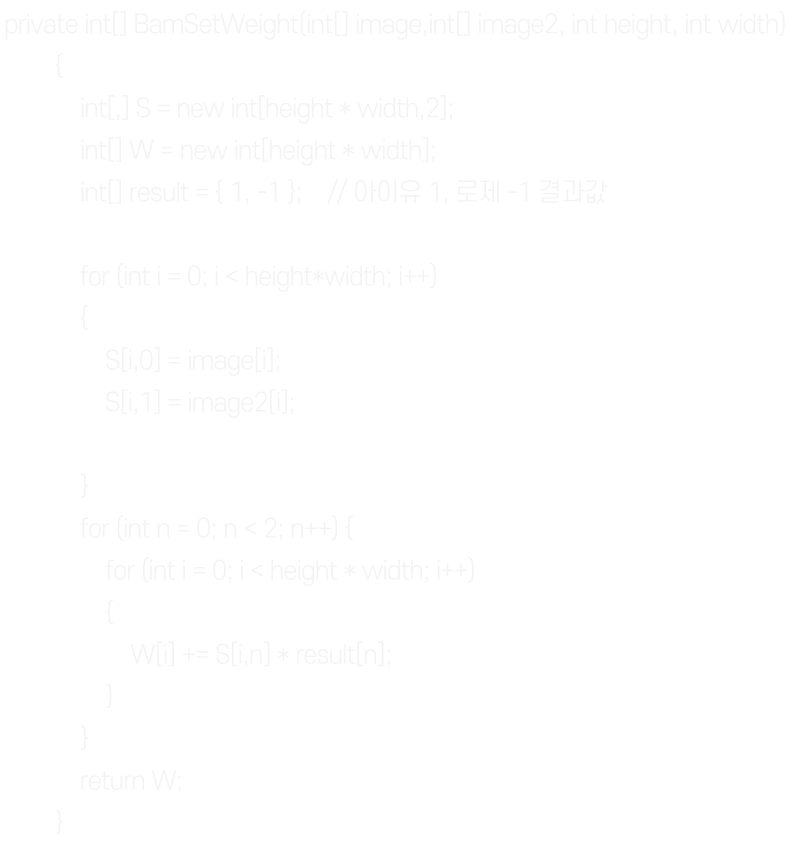 private int[] BamSetWeight(int[] image,int[] image2, int height, int width)
{
int[,] S = new int[height * width,2];
int[] W = new int[height * width];
int[] result = { 1, -1 }; // 아이유 1, 로제 -1 결과값
for (int i = 0; i < height*width; i++)
{
S[i,0] = image[i];
S[i,1] = image2[i];
}
for (int n = 0; n < 2; n++) {
for (int i = 0; i < height * width; i++)
{
W[i] += S[i,n] * result[n];
}
}
return W;
}